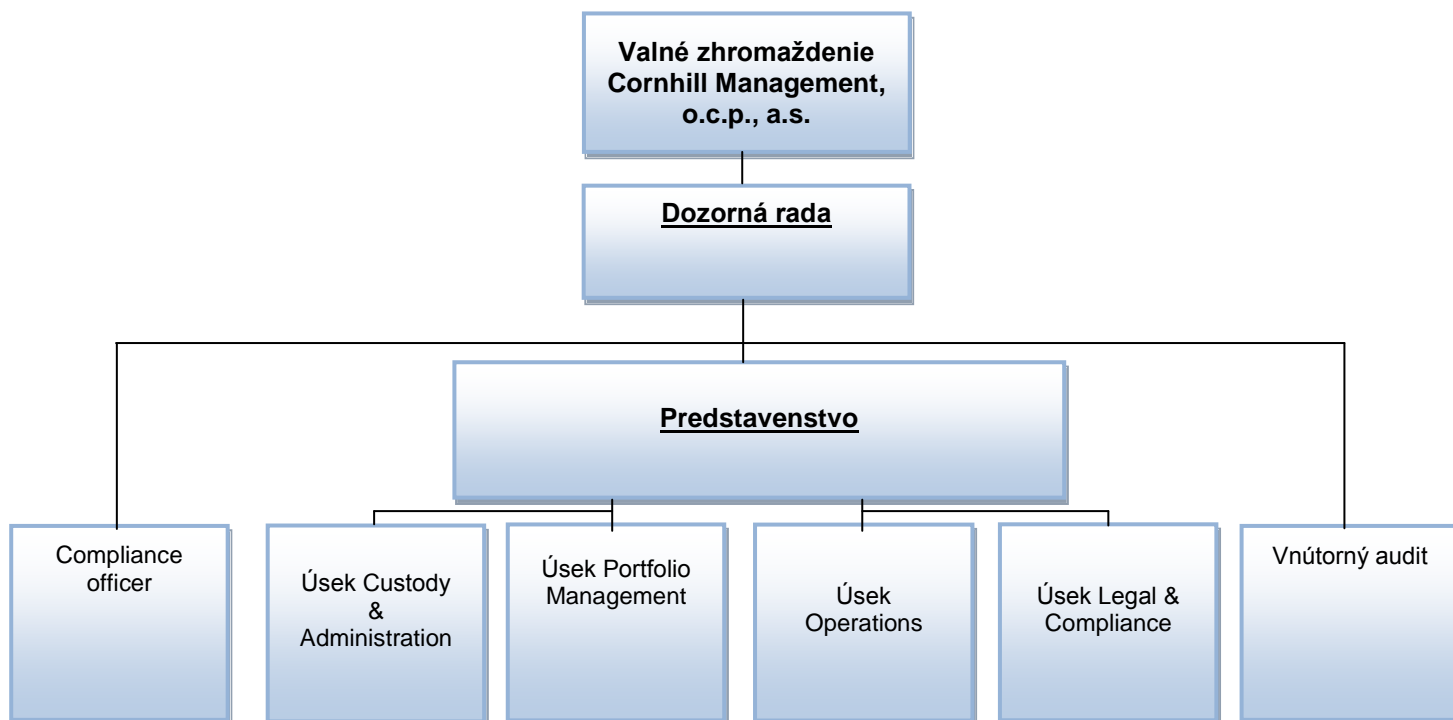 Valné zhromaždenie
Cornhill Management,
o.c.p., a.s.
Dozorná rada
Predstavenstvo
Compliance
officer
Úsek Custody
&
Administration
Úsek Portfolio
Management
Úsek
Operations
Úsek Legal &
Compliance
Vnútorný audit